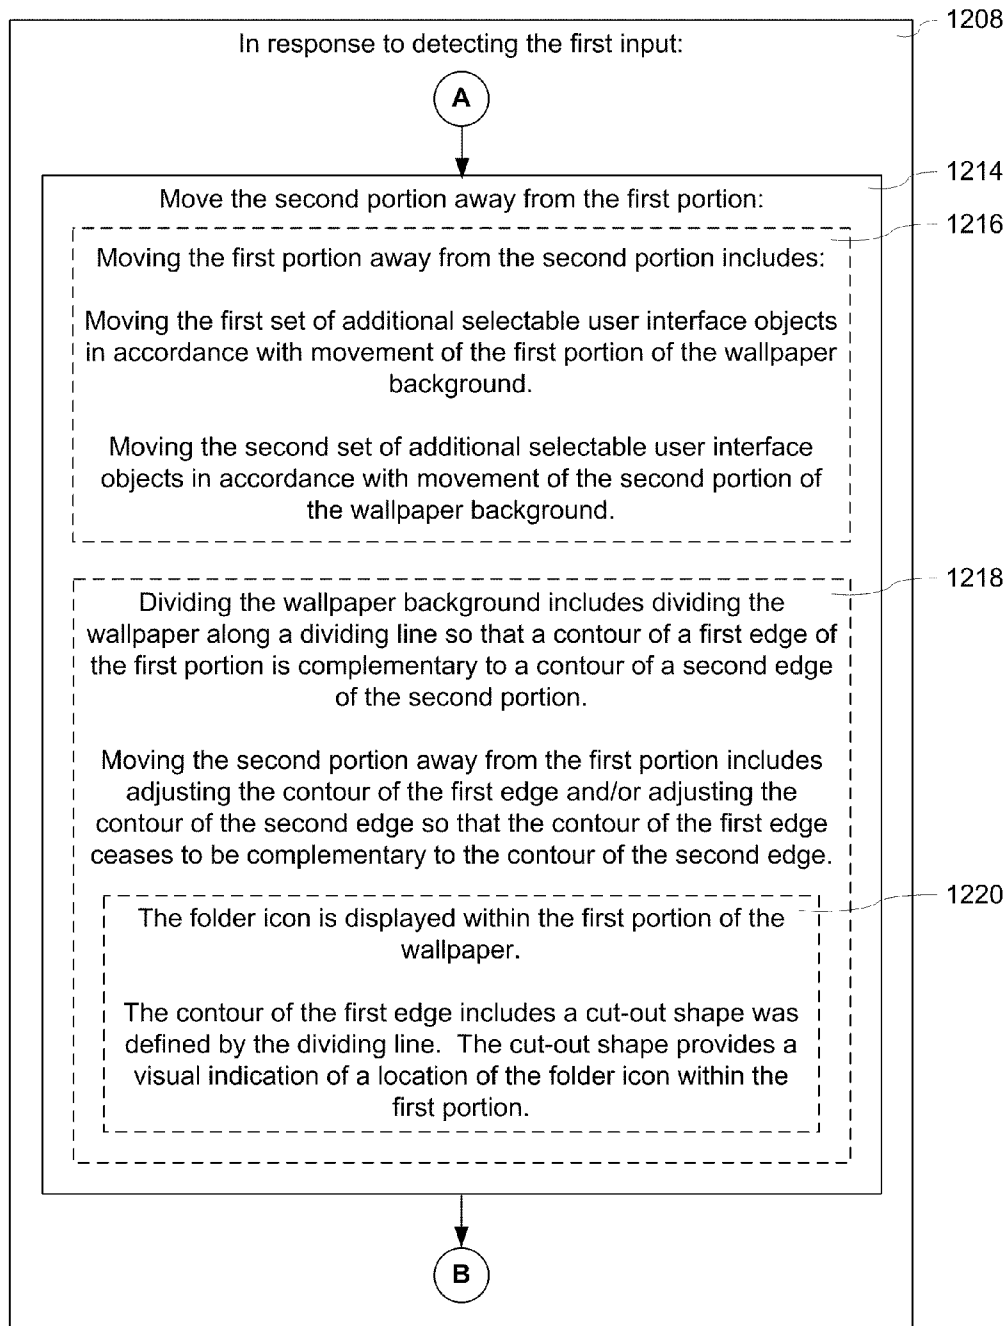 1208
In response to detecting the first input:
A
1214
Move the second portion away from the first portion:
1216
Moving the first portion away from the second portion includes:
Moving the first set of additional selectable user interface objects
in accordance with movement of the first portion of the wallpaper
background.
Moving the second set of additional selectable user interface
objects in accordance with movement of the second portion of
the wallpaper background.
1218
Dividing the wallpaper background includes dividing the
wallpaper along a dividing line so that a contour of a first edge of
the first portion is complementary to a contour of a second edge
of the second portion.
Moving the second portion away from the first portion includes
adjusting the contour of the first edge and/or adjusting the
contour of the second edge so that the contour of the first edge
ceases to be complementary to the contour of the second edge.
1220
The folder icon is displayed within the first portion of the
wallpaper.
The contour of the first edge includes a cut-out shape was
defined by the dividing line.  The cut-out shape provides a
visual indication of a location of the folder icon within the
first portion.
B